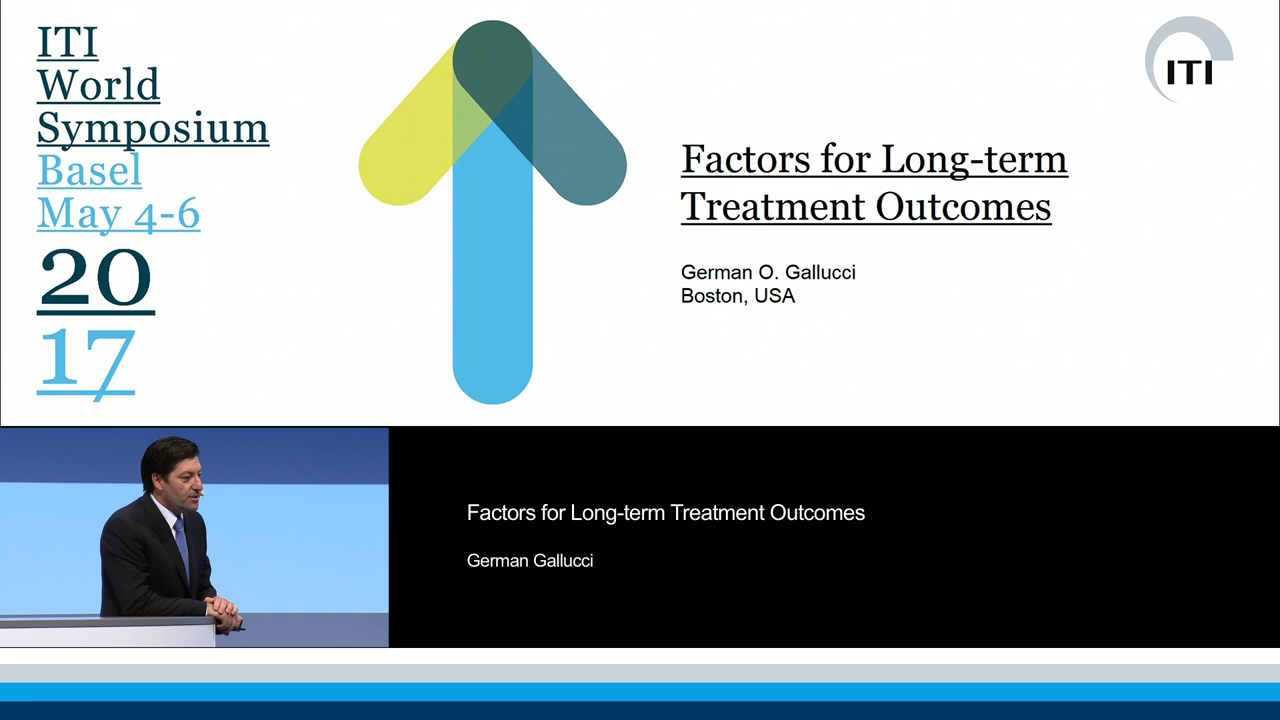 ITI
World
Symposium
Basel
May 4-6
20
17
ITI
Factors for Long-term
Treatment Outcomes
German O. Gallucci
Boston, USA
Factors for Long-term Treatment Outcomes
German Gallucci